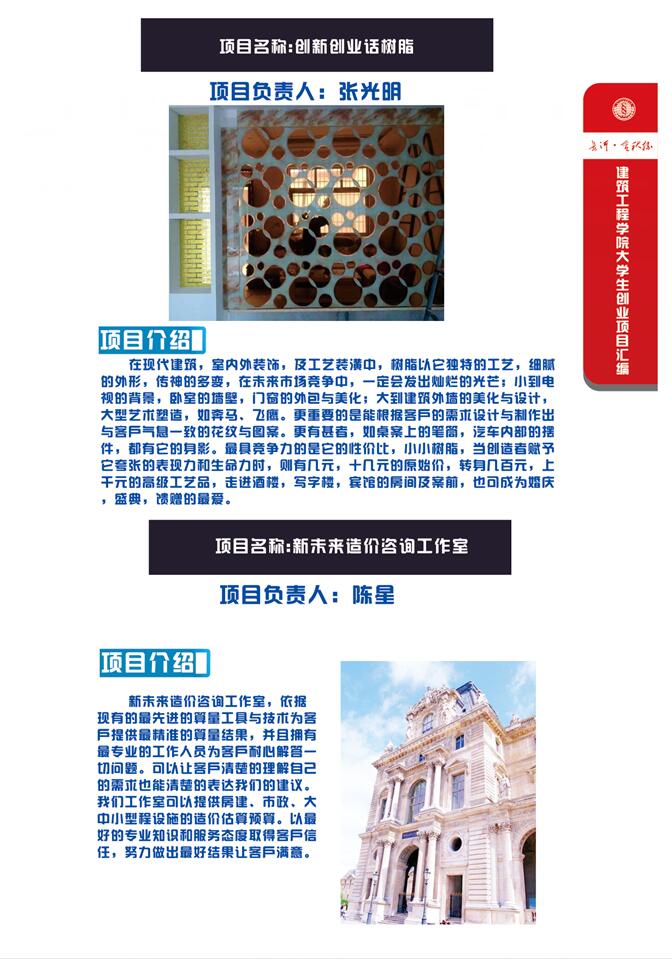 项目名称:创新创业话树脂
项目负责人：张光明
建筑工程学院大学生创业项目汇编
项目介绍
在现代建筑，室内外装饰，及工艺装潢中，树脂以它独特的工艺，细腻
的外形，传神的多变，在未来市场竞争中，一定会发出灿烂的光芒；小到电
视的背景，卧室的墙壁，门窗的外包与美化；大到建筑外墙的美化与设计，
大型艺术塑造，如奔马、飞鹰。更重要的是能根据客户的需求设计与制作出
与客户气息一致的花纹与图案。更有甚者，如桌案上的笔筒，汽车内部的摆
件，都有它的身影。最具竞争力的是它的性价比，小小树脂，当创造者赋予
它夸张的表现力和生命力时，则有几元，十几元的原始价，转身几百元，上
千元的高级工艺品，走进酒楼，写字楼，宾馆的房间及案前，也可成为婚庆
，盛典，馈赠的最爱。
项目名称:新未来造价咨询工作室
项目负责人：陈星
项目介绍
新未来造价咨询工作室，依据
现有的最先进的算量工具与技术为客
户提供最精准的算量结果，并且拥有
最专业的工作人员为客户耐心解答一
切问题。可以让客户清楚的理解自己
的需求也能清楚的表达我们的建议。
我们工作室可以提供房建、市政、大
中小型程设施的造价估算预算。以最
好的专业知识和服务态度取得客户信
任，努力做出最好结果让客户满意。